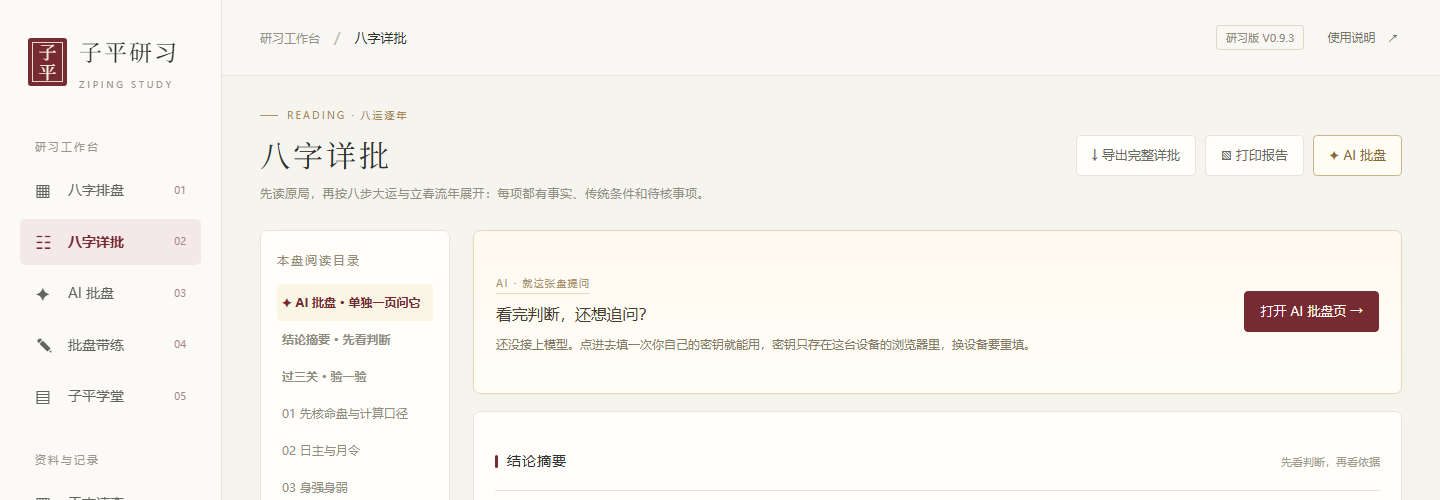 子平
子平研习
ZIPING STUDY
研习工作台
八字排盘 01
八字详批 02
AI 批盘 03
批盘带练 04
子平学堂 05
资料与记录
研习工作台 / 八字详批
研习版 V0.9.3
使用说明 ↗
READING · 八运逐年
八字详批
先读原局，再按八步大运与立春流年展开：每项都有事实、传统条件和待核事项。
↓导出完整详批
打印报告
✦ AI 批盘
本盘阅读目录
✦ AI 批盘 • 单独一页问它
结论摘要 • 先看判断
过三关 • 验一验
01 先核命盘与计算口径
02 日主与月令
03 身强身弱
AI · 就这张盘提问
看完判断，还想追问？
还没接上模型。点进去填一次你自己的密钥就能用，密钥只存在这台设备的浏览器里，换设备要重填。
打开 AI 批盘页 →
结论摘要
先看判断，再看依据